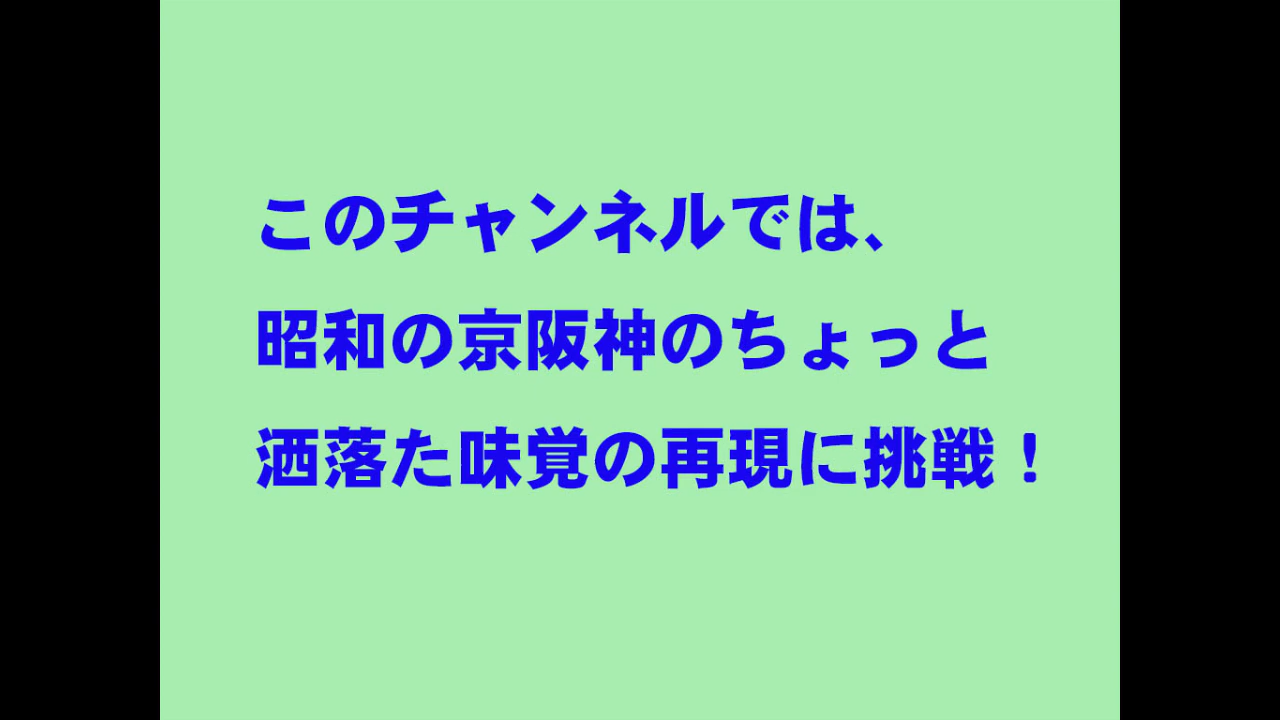 このチャンネルでは、
昭和の京阪神のちょっと
洒落た味覚の再現に挑戦！